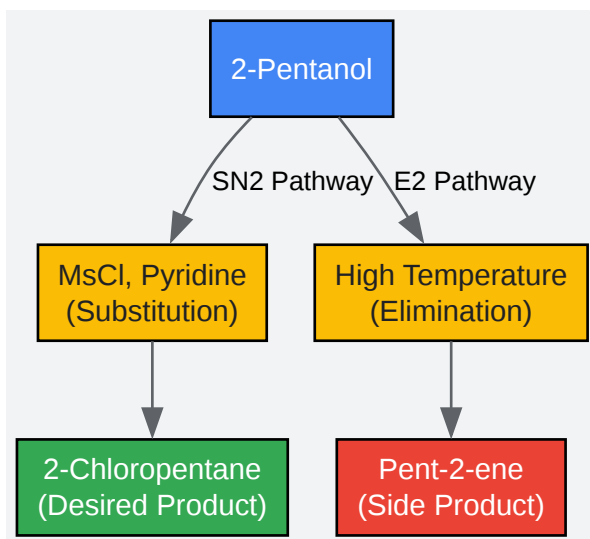 2-Pentanol
SN2 Pathway
E2 Pathway
MsCl, Pyridine
(Substitution)
High Temperature
(Elimination)
2-Chloropentane
(Desired Product)
Pent-2-ene
(Side Product)